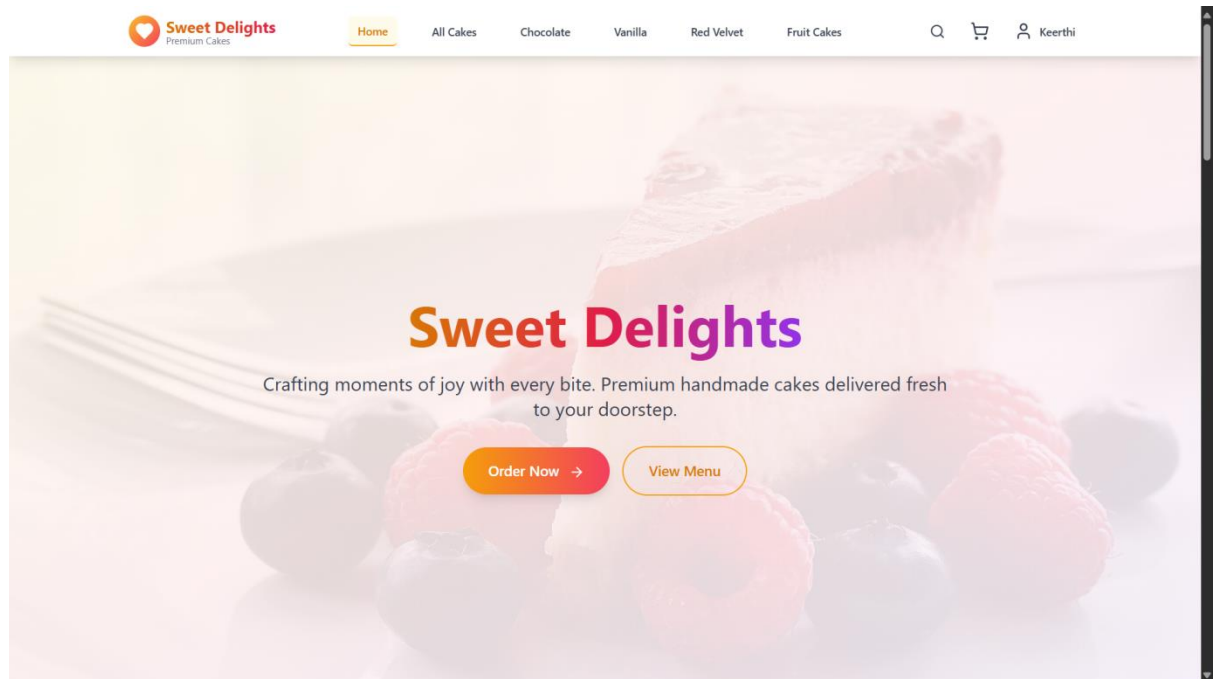 Sweet Delights
Premium Cakes
Home
All Cakes
Chocolate
Vanilla
Red Velvet
Fruit Cakes
Keerthi
Sweet Delights
Crafting moments of joy with every bite. Premium handmade cakes delivered fresh
to your doorstep.
Order Now →
View Menu